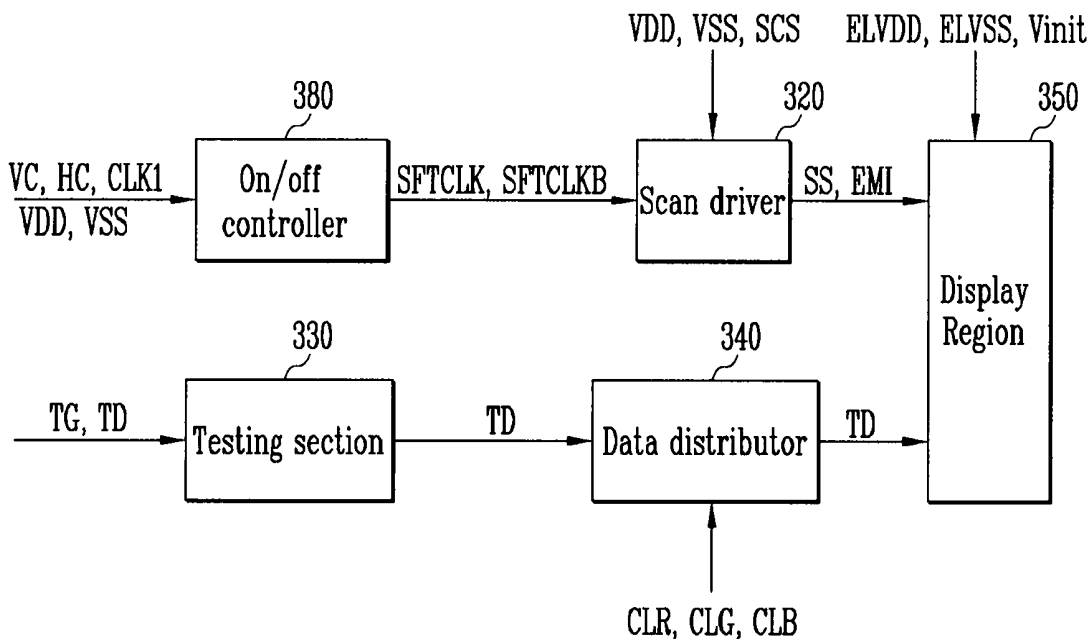 VDD, VSS, SCS
ELVDD, ELVSS, Vinit
380
320
350
VC, HC, CLK1
VDD, VSS
On/off
controller
SFTCLK, SFTCLKB
Scan driver
SS, EMI
Display
Region
330
340
TG, TD
Testing section
TD
Data distributor
TD
CLR, CLG, CLB